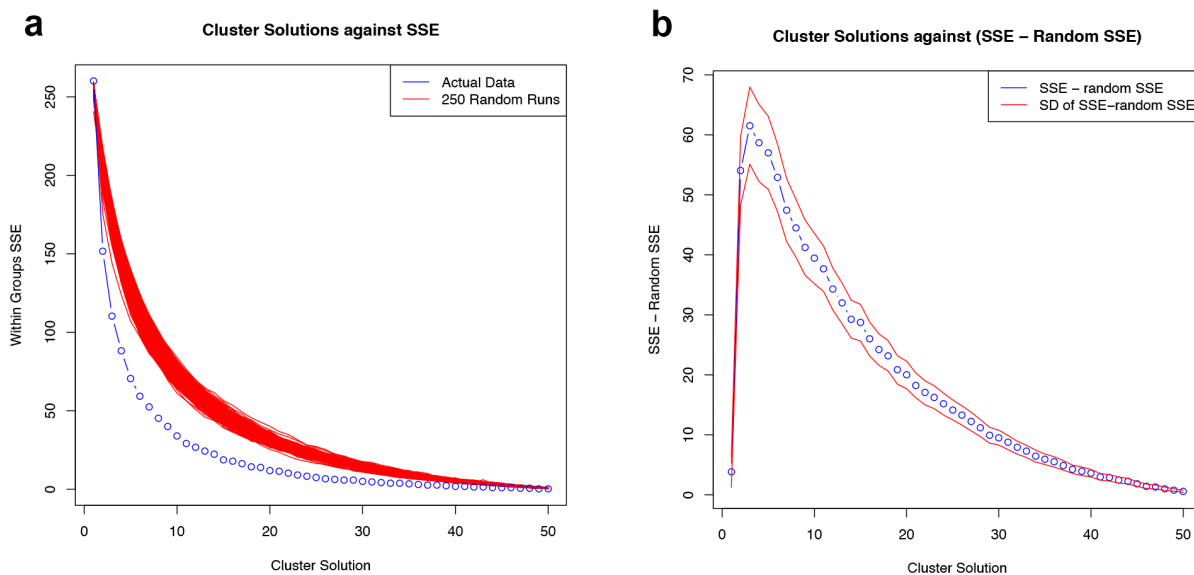 a
Cluster Solutions against SSE
Actual Data
250 Random Runs
250
200
150
100
50
0
Within Groups SSE
0 10 20 30 40 50
Cluster Solution
b
Cluster Solutions against (SSE − Random SSE)
SSE − random SSE
SD of SSE−random SSE
70
60
50
40
30
20
10
0
SSE − Random SSE
0 10 20 30 40 50
Cluster Solution